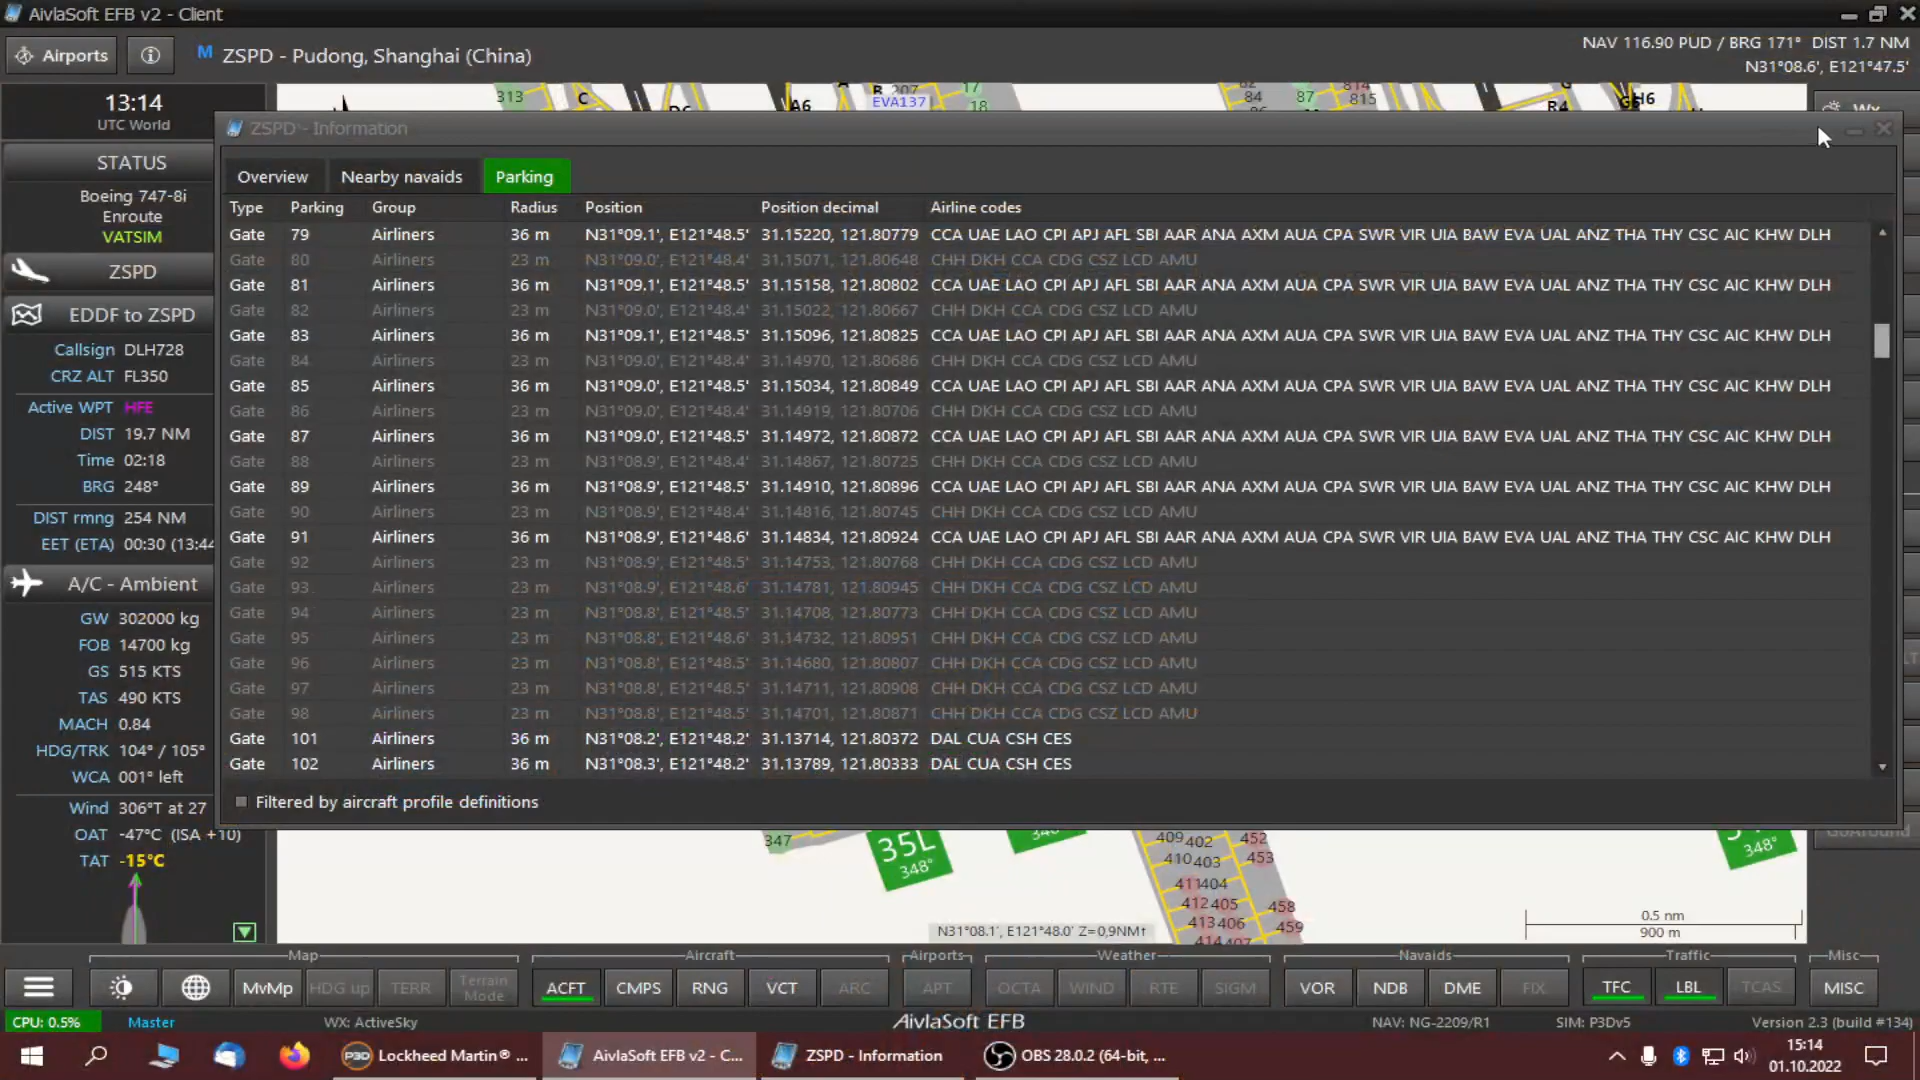 AivlaSoft EFB v2 - Client
Airports
M ZSPD - Pudong, Shanghai (China)
NAV 116.90 PUD / BRG 171° DIST 1.7 NM
N31°08.6', E121°47.5'
13:14
UTC World
STATUS
Boeing 747-8i
Enroute
VATSIM
ZSPD
EDDF to ZSPD
Callsign DLH728
CRZ ALT FL350
Active WPT HFE
DIST 19.7 NM
Time 02:18
BRG 248°
DIST rmng 254 NM
EET (ETA) 00:30 (13:44
A/C - Ambient
GW 302000 kg
FOB 14700 kg
GS 515 KTS
TAS 490 KTS
MACH 0.84
HDG/TRK 104° / 105°
WCA 001° left
Wind 306°T at 27
OAT -47°C (ISA +10)
TAT -15°C
313 C A6 B 207 17
EVA137 18
84 87 814
815 R4 H6
ZSPD - Information
Overview Nearby navaids Parking
Type Parking Group Radius Position Position decimal Airline codes
Gate 79 Airliners 36 m N31°09.1', E121°48.5' 31.15220, 121.80779 CCA UAE LAO CPI APJ AFL SBI AAR ANA AXM AUA CPA SWR VIR UIA BAW EVA UAL ANZ THA THY CSC AIC KHW DLH
Gate 80 Airliners 23 m N31°09.0', E121°48.4' 31.15071, 121.80648 CHH DKH CCA CDG CSZ LCD AMU
Gate 81 Airliners 36 m N31°09.1', E121°48.5' 31.15158, 121.80802 CCA UAE LAO CPI APJ AFL SBI AAR ANA AXM AUA CPA SWR VIR UIA BAW EVA UAL ANZ THA THY CSC AIC KHW DLH
Gate 82 Airliners 23 m N31°09.0', E121°48.4' 31.15022, 121.80667 CHH DKH CCA CDG CSZ LCD AMU
Gate 83 Airliners 36 m N31°09.1', E121°48.5' 31.15096, 121.80825 CCA UAE LAO CPI APJ AFL SBI AAR ANA AXM AUA CPA SWR VIR UIA BAW EVA UAL ANZ THA THY CSC AIC KHW DLH
Gate 84 Airliners 23 m N31°09.0', E121°48.4' 31.14970, 121.80686 CHH DKH CCA CDG CSZ LCD AMU
Gate 85 Airliners 36 m N31°09.0', E121°48.5' 31.15034, 121.80849 CCA UAE LAO CPI APJ AFL SBI AAR ANA AXM AUA CPA SWR VIR UIA BAW EVA UAL ANZ THA THY CSC AIC KHW DLH
Gate 86 Airliners 23 m N31°09.0', E121°48.4' 31.14919, 121.80706 CHH DKH CCA CDG CSZ LCD AMU
Gate 87 Airliners 36 m N31°09.0', E121°48.5' 31.14972, 121.80872 CCA UAE LAO CPI APJ AFL SBI AAR ANA AXM AUA CPA SWR VIR UIA BAW EVA UAL ANZ THA THY CSC AIC KHW DLH
Gate 88 Airliners 23 m N31°08.9', E121°48.4' 31.14867, 121.80725 CHH DKH CCA CDG CSZ LCD AMU
Gate 89 Airliners 36 m N31°08.9', E121°48.5' 31.14910, 121.80896 CCA UAE LAO CPI APJ AFL SBI AAR ANA AXM AUA CPA SWR VIR UIA BAW EVA UAL ANZ THA THY CSC AIC KHW DLH
Gate 90 Airliners 23 m N31°08.9', E121°48.4' 31.14816, 121.80745 CHH DKH CCA CDG CSZ LCD AMU
Gate 91 Airliners 36 m N31°08.9', E121°48.6' 31.14834, 121.80924 CCA UAE LAO CPI APJ AFL SBI AAR ANA AXM AUA CPA SWR VIR UIA BAW EVA UAL ANZ THA THY CSC AIC KHW DLH
Gate 92 Airliners 23 m N31°08.9', E121°48.5' 31.14753, 121.80768 CHH DKH CCA CDG CSZ LCD AMU
Gate 93 Airliners 23 m N31°08.9', E121°48.6' 31.14781, 121.80945 CHH DKH CCA CDG CSZ LCD AMU
Gate 94 Airliners 23 m N31°08.8', E121°48.5' 31.14708, 121.80773 CHH DKH CCA CDG CSZ LCD AMU
Gate 95 Airliners 23 m N31°08.8', E121°48.6' 31.14732, 121.80951 CHH DKH CCA CDG CSZ LCD AMU
Gate 96 Airliners 23 m N31°08.8', E121°48.5' 31.14680, 121.80807 CHH DKH CCA CDG CSZ LCD AMU
Gate 97 Airliners 23 m N31°08.8', E121°48.5' 31.14711, 121.80908 CHH DKH CCA CDG CSZ LCD AMU
Gate 98 Airliners 23 m N31°08.8', E121°48.5' 31.14701, 121.80871 CHH DKH CCA CDG CSZ LCD AMU
Gate 101 Airliners 36 m N31°08.2', E121°48.2' 31.13714, 121.80372 DAL CUA CSH CES
Gate 102 Airliners 36 m N31°08.3', E121°48.2' 31.13789, 121.80333 DAL CUA CSH CES
Filtered by aircraft profile definitions
347 35L 348°
409 402 452
410 403 453
411 404
412 405 458
413 406 459
414 407
348°
N31°08.1', E121°48.0' Z=0,9NM↑
0.5 nm
900 m
GoAround
Map Aircraft Airports Weather Navaids Traffic Misc
MvMp HDG up TERR Terrain Mode ACFT CMPS RNG VCT ARC APT OCTA WIND RTE SIGM VOR NDB DME FIX TFC LBL TCAS MISC
CPU: 0.5% Master WX: ActiveSky AivlaSoft EFB NAV: NG-2209/R1 SIM: P3Dv5 Version 2.3 (build #134)
P3D Lockheed Martin® ... AivlaSoft EFB v2 - C... ZSPD - Information OBS 28.0.2 (64-bit, ... 15:14
01.10.2022